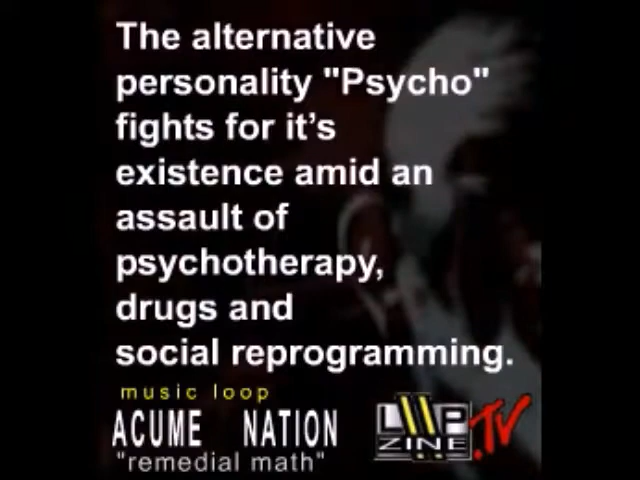 The alternative
personality "Psycho"
fights for it's
existence amid an
assault of
psychotherapy,
drugs and
social reprogramming.
music loop
ACUME NATION
"remedial math"
LOOP
ZINE
.TV